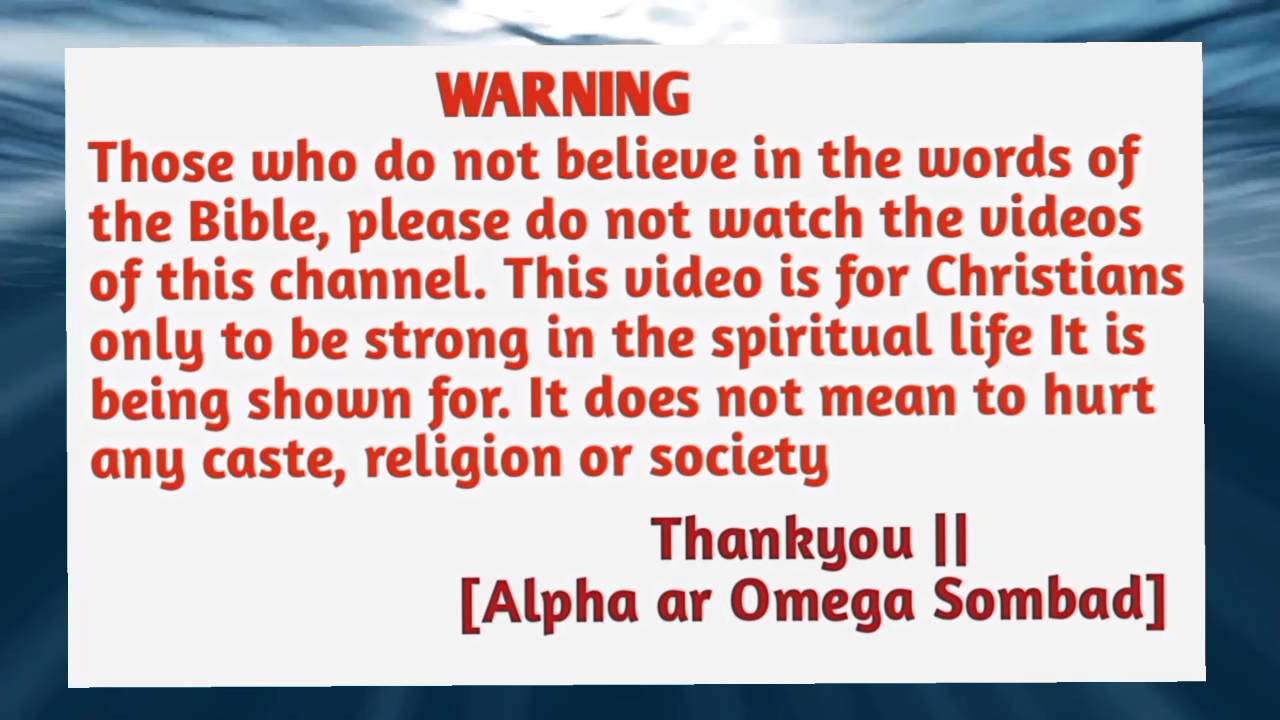 WARNING
Those who do not believe in the words of
the Bible, please do not watch the videos
of this channel. This video is for Christians
only to be strong in the spiritual life It is
being shown for. It does not mean to hurt
any caste, religion or society
Thankyou ||
[Alpha ar Omega Sombad]